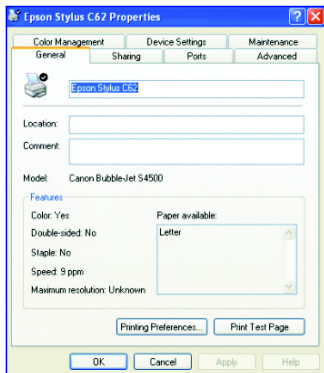 Epson Stylus C62 Properties
Color Management Device Settings Maintenance
General Sharing Ports Advanced
Epson Stylus C62
Location:
Comment:
Model: Canon Bubble-Jet S4500
Features
Color: Yes Paper available:
Double-sided: No Letter
Staple: No
Speed: 9 ppm
Maximum resolution: Unknown
Printing Preferences... Print Test Page
OK Cancel Apply Help